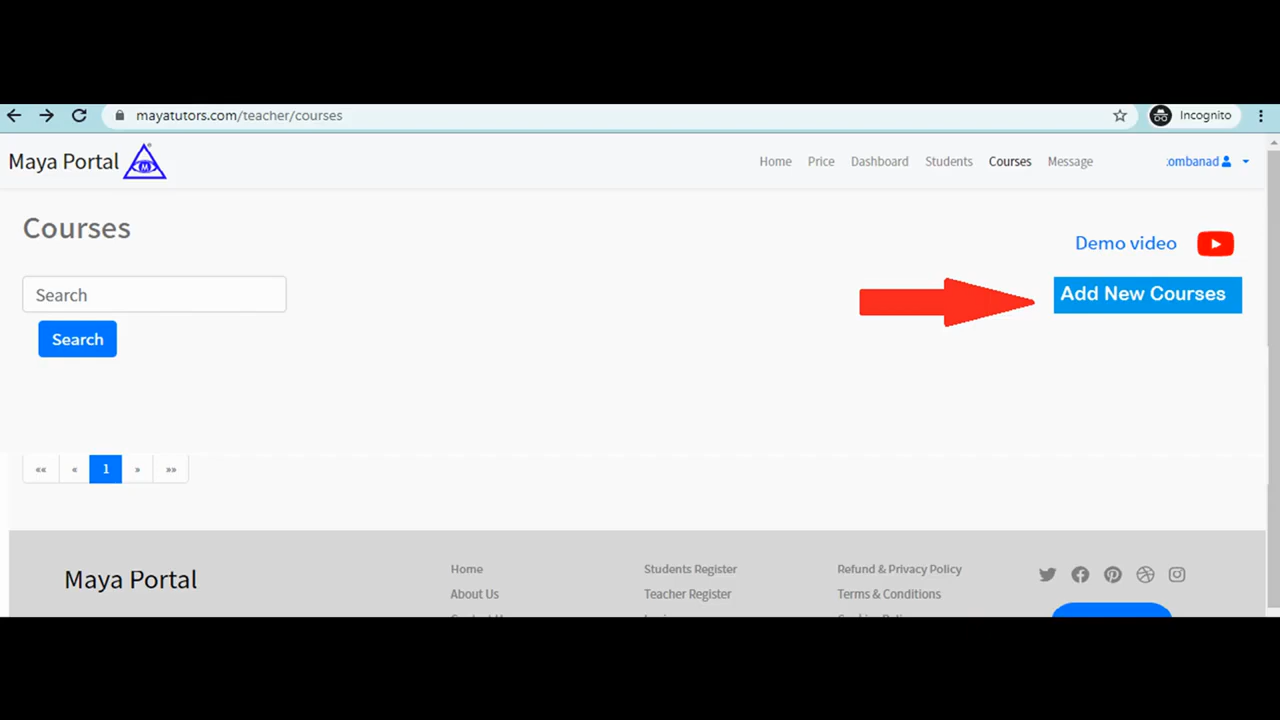 mayatutors.com/teacher/courses
Incognito
Maya Portal M
Home Price Dashboard Students Courses Message ombanad
Courses
Demo video
Search
Add New Courses
Search
«« « 1 » »»
Maya Portal
Home Students Register Refund & Privacy Policy
About Us Teacher Register Terms & Conditions